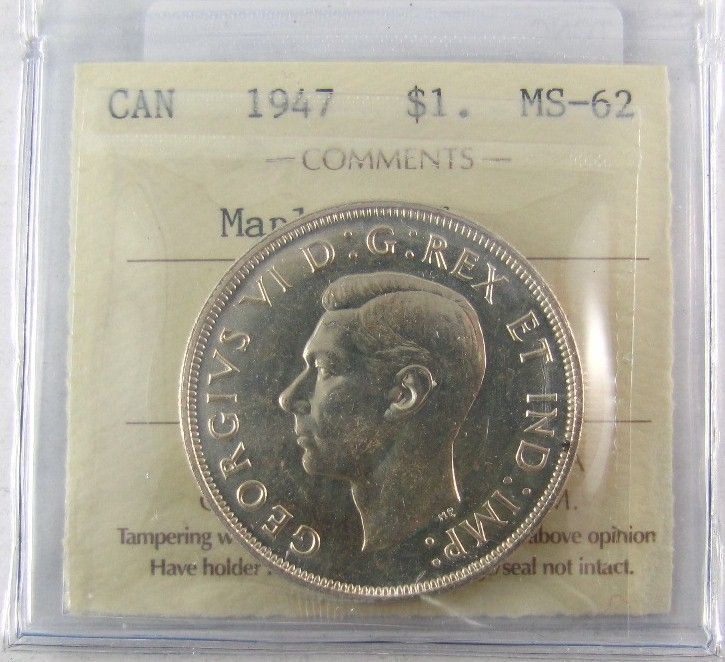 CAN 1947 $1. MS-62
— COMMENTS —
GEORGIVS VI D:G:REX ET IND:IMP:
Tampering above opinion
Have holder seal not intact.